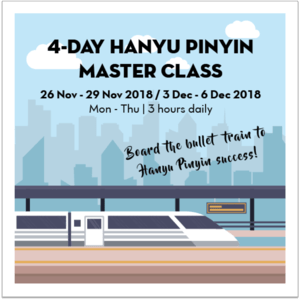 4-DAY HANYU PINYIN
MASTER CLASS
26 Nov - 29 Nov 2018 / 3 Dec - 6 Dec 2018
Mon - Thu | 3 hours daily
Board the bullet train to
Hanyu Pinyin success!